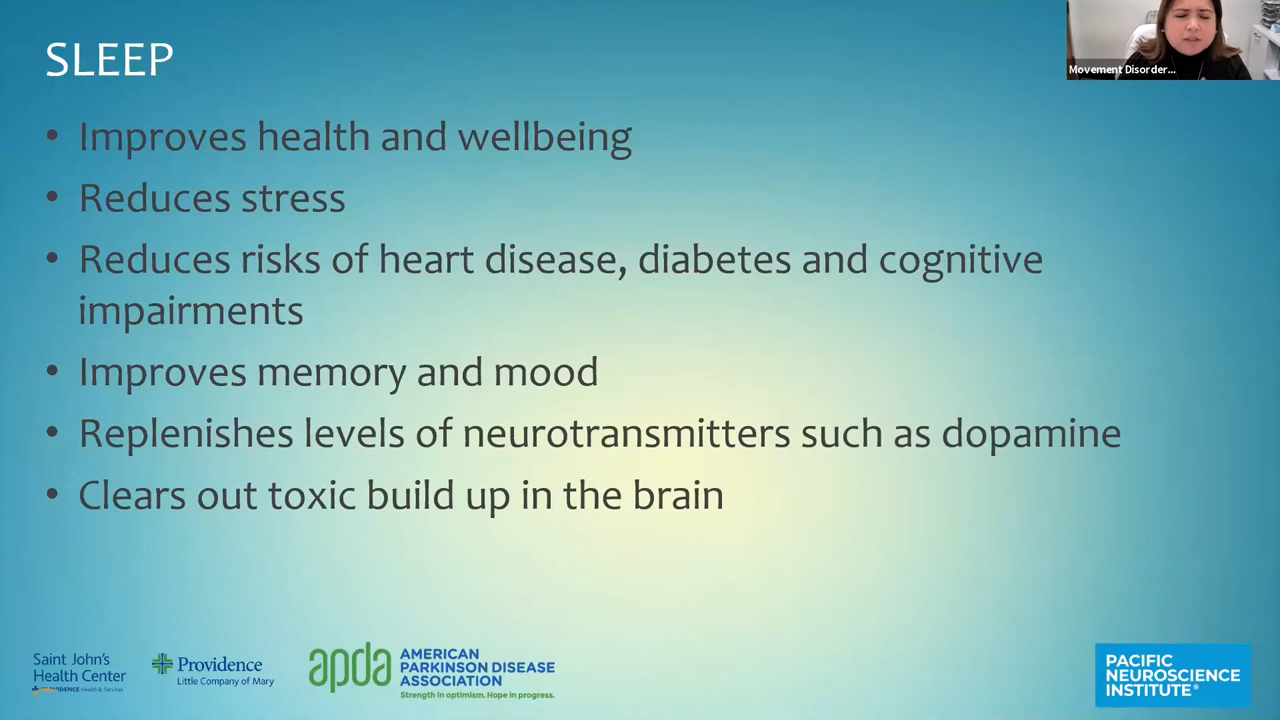 SLEEP
Movement Disorder...
• Improves health and wellbeing
• Reduces stress
• Reduces risks of heart disease, diabetes and cognitive
impairments
• Improves memory and mood
• Replenishes levels of neurotransmitters such as dopamine
• Clears out toxic build up in the brain
Saint John's
Health Center
PROVIDENCE Health & Services
Providence
Little Company of Mary
apda
AMERICAN
PARKINSON DISEASE
ASSOCIATION
Strength in optimism. Hope in progress.
PACIFIC
NEUROSCIENCE
INSTITUTE®